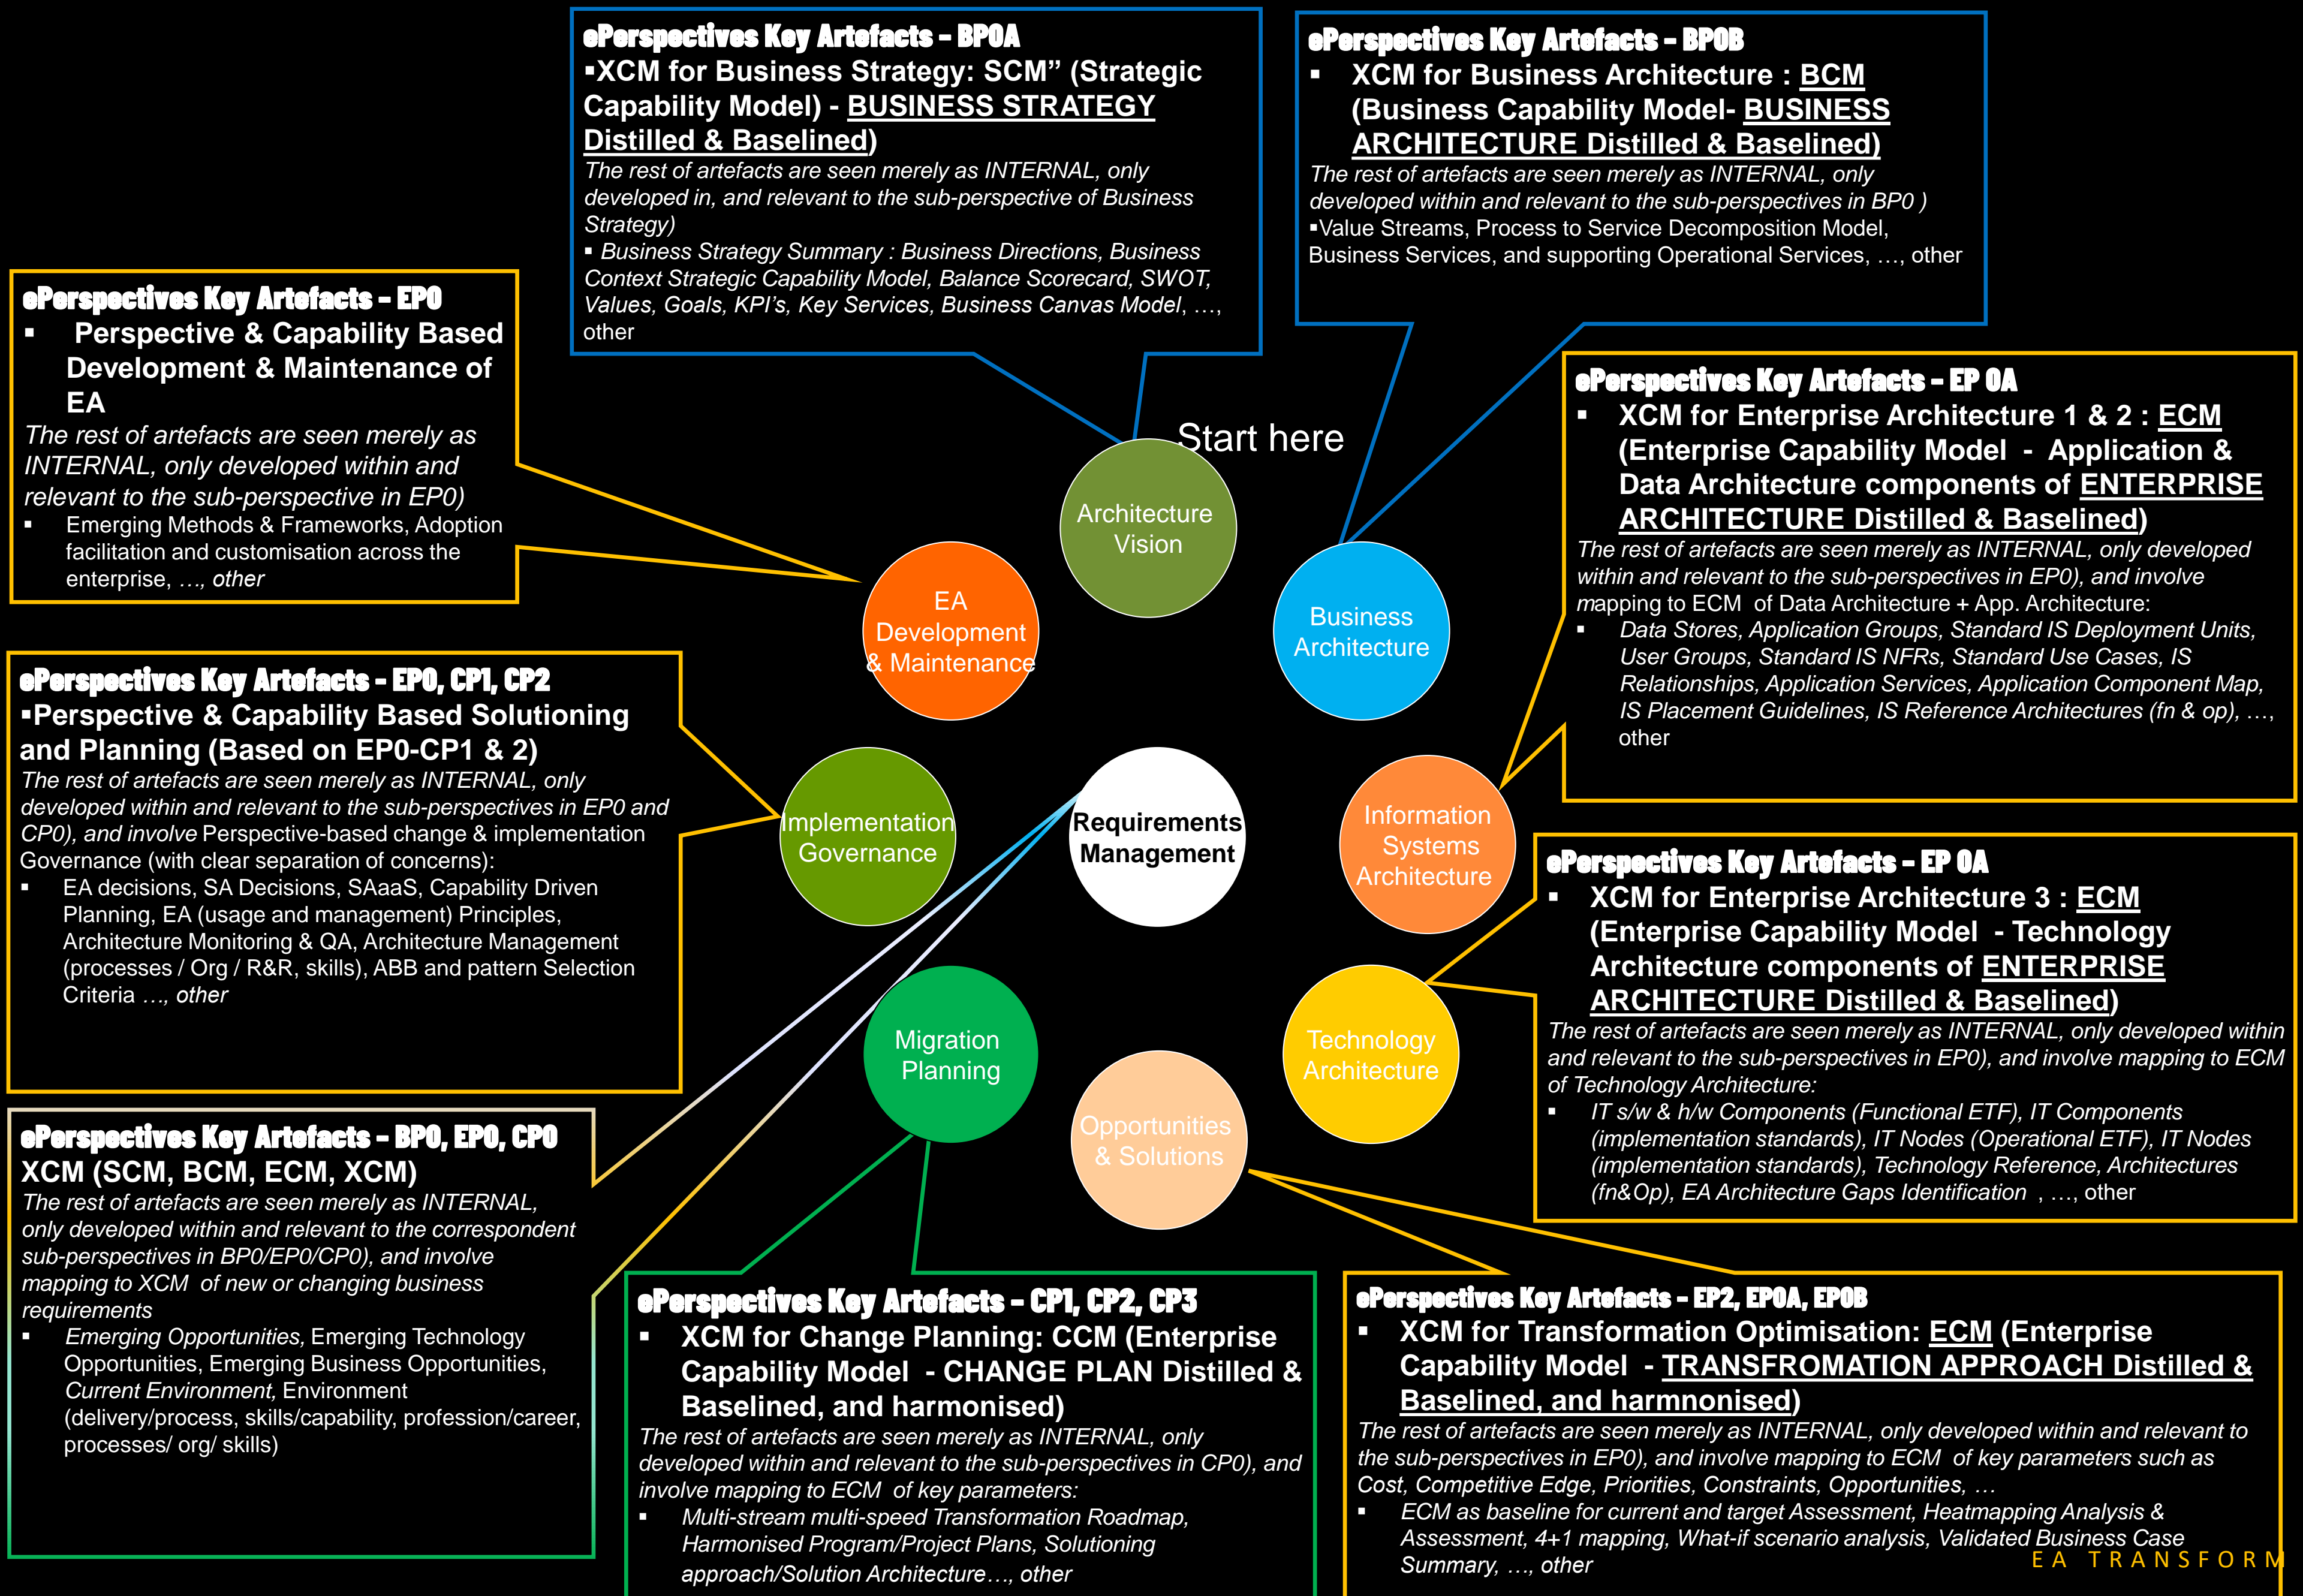 ePerspectives Key Artefacts – BP0A
▪XCM for Business Strategy: SCM” (Strategic
Capability Model) - BUSINESS STRATEGY
Distilled & Baselined)
The rest of artefacts are seen merely as INTERNAL, only
developed in, and relevant to the sub-perspective of Business
Strategy)
▪ Business Strategy Summary : Business Directions, Business
Context Strategic Capability Model, Balance Scorecard, SWOT,
Values, Goals, KPI’s, Key Services, Business Canvas Model, …,
other
ePerspectives Key Artefacts – BP0B
▪ XCM for Business Architecture : BCM
(Business Capability Model- BUSINESS
ARCHITECTURE Distilled & Baselined)
The rest of artefacts are seen merely as INTERNAL, only
developed within and relevant to the sub-perspectives in BP0 )
▪Value Streams, Process to Service Decomposition Model,
Business Services, and supporting Operational Services, …, other
ePerspectives Key Artefacts – EP0
▪ Perspective & Capability Based
Development & Maintenance of
EA
The rest of artefacts are seen merely as
INTERNAL, only developed within and
relevant to the sub-perspective in EP0)
▪ Emerging Methods & Frameworks, Adoption
facilitation and customisation across the
enterprise, …, other
ePerspectives Key Artefacts – EP 0A
▪ XCM for Enterprise Architecture 1 & 2 : ECM
(Enterprise Capability Model - Application &
Data Architecture components of ENTERPRISE
ARCHITECTURE Distilled & Baselined)
The rest of artefacts are seen merely as INTERNAL, only developed
within and relevant to the sub-perspectives in EP0), and involve
mapping to ECM of Data Architecture + App. Architecture:
▪ Data Stores, Application Groups, Standard IS Deployment Units,
User Groups, Standard IS NFRs, Standard Use Cases, IS
Relationships, Application Services, Application Component Map,
IS Placement Guidelines, IS Reference Architectures (fn & op), …,
other
Start here
Architecture
Vision
EA
Development
& Maintenance
Business
Architecture
ePerspectives Key Artefacts – EP0, CP1, CP2
▪Perspective & Capability Based Solutioning
and Planning (Based on EP0-CP1 & 2)
The rest of artefacts are seen merely as INTERNAL, only
developed within and relevant to the sub-perspectives in EP0 and
CP0), and involve Perspective-based change & implementation
Governance (with clear separation of concerns):
▪ EA decisions, SA Decisions, SAaaS, Capability Driven
Planning, EA (usage and management) Principles,
Architecture Monitoring & QA, Architecture Management
(processes / Org / R&R, skills), ABB and pattern Selection
Criteria …, other
Implementation
Governance
Requirements
Management
Information
Systems
Architecture
ePerspectives Key Artefacts – EP 0A
▪ XCM for Enterprise Architecture 3 : ECM
(Enterprise Capability Model - Technology
Architecture components of ENTERPRISE
ARCHITECTURE Distilled & Baselined)
The rest of artefacts are seen merely as INTERNAL, only developed within
and relevant to the sub-perspectives in EP0), and involve mapping to ECM
of Technology Architecture:
▪ IT s/w & h/w Components (Functional ETF), IT Components
(implementation standards), IT Nodes (Operational ETF), IT Nodes
(implementation standards), Technology Reference, Architectures
(fn&Op), EA Architecture Gaps Identification , …, other
Migration
Planning
Technology
Architecture
Opportunities
& Solutions
ePerspectives Key Artefacts – BP0, EP0, CP0
XCM (SCM, BCM, ECM, XCM)
The rest of artefacts are seen merely as INTERNAL,
only developed within and relevant to the correspondent
sub-perspectives in BP0/EP0/CP0), and involve
mapping to XCM of new or changing business
requirements
▪ Emerging Opportunities, Emerging Technology
Opportunities, Emerging Business Opportunities,
Current Environment, Environment
(delivery/process, skills/capability, profession/career,
processes/ org/ skills)
ePerspectives Key Artefacts – CP1, CP2, CP3
▪ XCM for Change Planning: CCM (Enterprise
Capability Model - CHANGE PLAN Distilled &
Baselined, and harmonised)
The rest of artefacts are seen merely as INTERNAL, only
developed within and relevant to the sub-perspectives in CP0), and
involve mapping to ECM of key parameters:
▪ Multi-stream multi-speed Transformation Roadmap,
Harmonised Program/Project Plans, Solutioning
approach/Solution Architecture…, other
ePerspectives Key Artefacts – EP2, EP0A, EP0B
▪ XCM for Transformation Optimisation: ECM (Enterprise
Capability Model - TRANSFROMATION APPROACH Distilled &
Baselined, and harmnonised)
The rest of artefacts are seen merely as INTERNAL, only developed within and relevant to
the sub-perspectives in EP0), and involve mapping to ECM of key parameters such as
Cost, Competitive Edge, Priorities, Constraints, Opportunities, …
▪ ECM as baseline for current and target Assessment, Heatmapping Analysis &
Assessment, 4+1 mapping, What-if scenario analysis, Validated Business Case
Summary, …, other
EA TRANSFORM